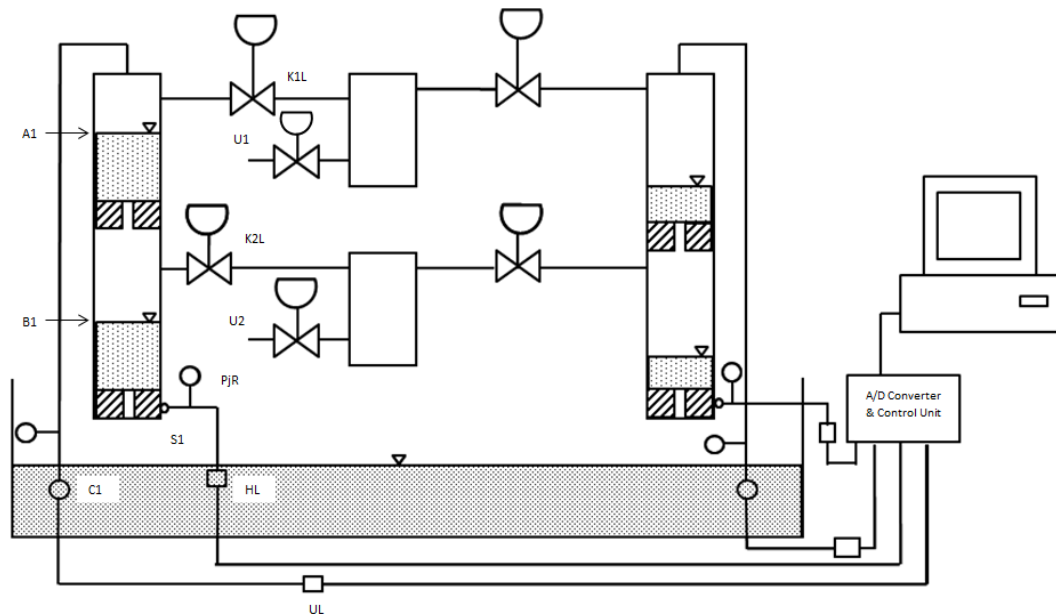 K1L
A1
U1
K2L
B1
U2
PjR
A/D Converter
& Control Unit
S1
C1
HL
UL